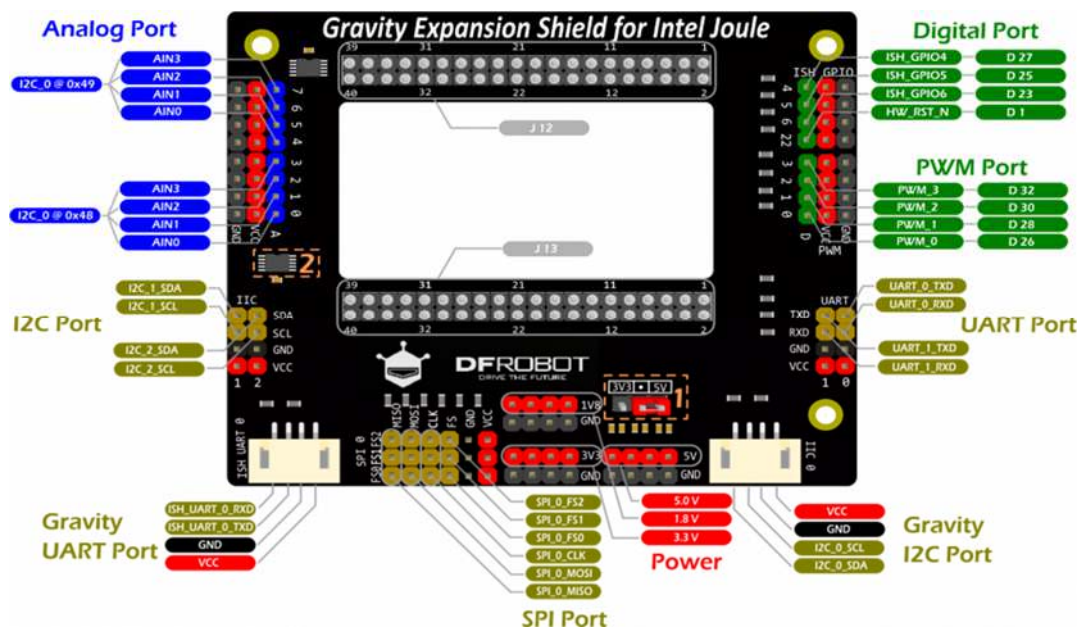 Gravity Expansion Shield for Intel Joule
Analog Port
AIN3
AIN2
AIN1
AIN0
I2C_0 @ 0x49
AIN3
AIN2
AIN1
AIN0
I2C_0 @ 0x48
7
6
5
4
3
2
1
0
GND
VCC
A
39
31
21
11
1
40
32
22
12
2
J 12
J 13
39
31
21
11
1
40
32
22
12
2
Digital Port
ISH_GPIO4 D 27
ISH_GPIO5 D 25
ISH_GPIO6 D 23
HW_RST_N D 1
ISH GPIO
4
5
6
22
PWM Port
PWM_3 D 32
PWM_2 D 30
PWM_1 D 28
PWM_0 D 26
3
2
1
0
D
VCC
GND
PWM
2
I2C Port
I2C_1_SDA
I2C_1_SCL
I2C_2_SDA
I2C_2_SCL
IIC
SDA
SCL
GND
VCC
1 2
UART Port
UART_0_TXD
UART_0_RXD
UART_1_TXD
UART_1_RXD
UART
TXD
RXD
GND
VCC
1 0
DFROBOT
DRIVE THE FUTURE
3V3 5V
1
MISO
MOSI
CLK
FS
GND
VCC
SPI 0
FS0
FS1
FS2
1V8
GND
3V3
GND
5V
GND
ISH UART 0
IIC 0
Gravity
UART Port
ISH_UART_0_RXD
ISH_UART_0_TXD
GND
VCC
SPI_0_FS2
SPI_0_FS1
SPI_0_FS0
SPI_0_CLK
SPI_0_MOSI
SPI_0_MISO
SPI Port
5.0 V
1.8 V
3.3 V
Power
VCC
GND
I2C_0_SCL
I2C_0_SDA
Gravity
I2C Port